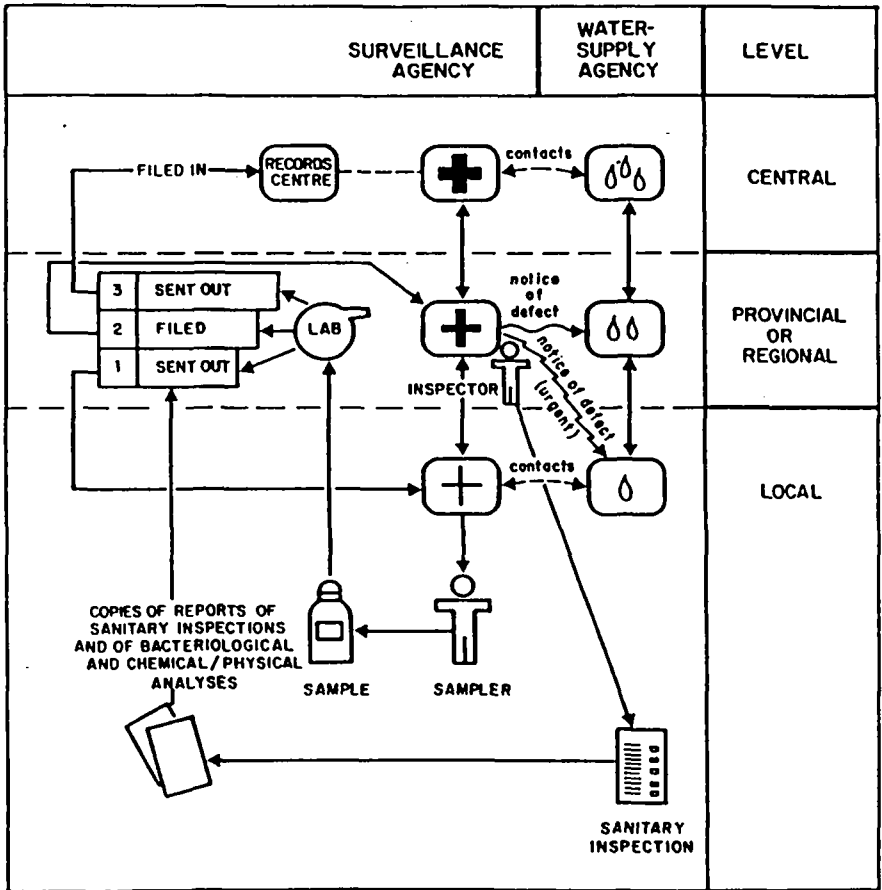 SURVEILLANCE
AGENCY
WATER-
SUPPLY
AGENCY
LEVEL
FILED IN
RECORDS
CENTRE
contacts
CENTRAL
3 SENT OUT
2 FILED
1 SENT OUT
LAB
INSPECTOR
notice
of
defect
notice of defect
(urgent)
PROVINCIAL
OR
REGIONAL
contacts
LOCAL
COPIES OF REPORTS OF
SANITARY INSPECTIONS
AND OF BACTERIOLOGICAL
AND CHEMICAL/PHYSICAL
ANALYSES
SAMPLE
SAMPLER
SANITARY
INSPECTION